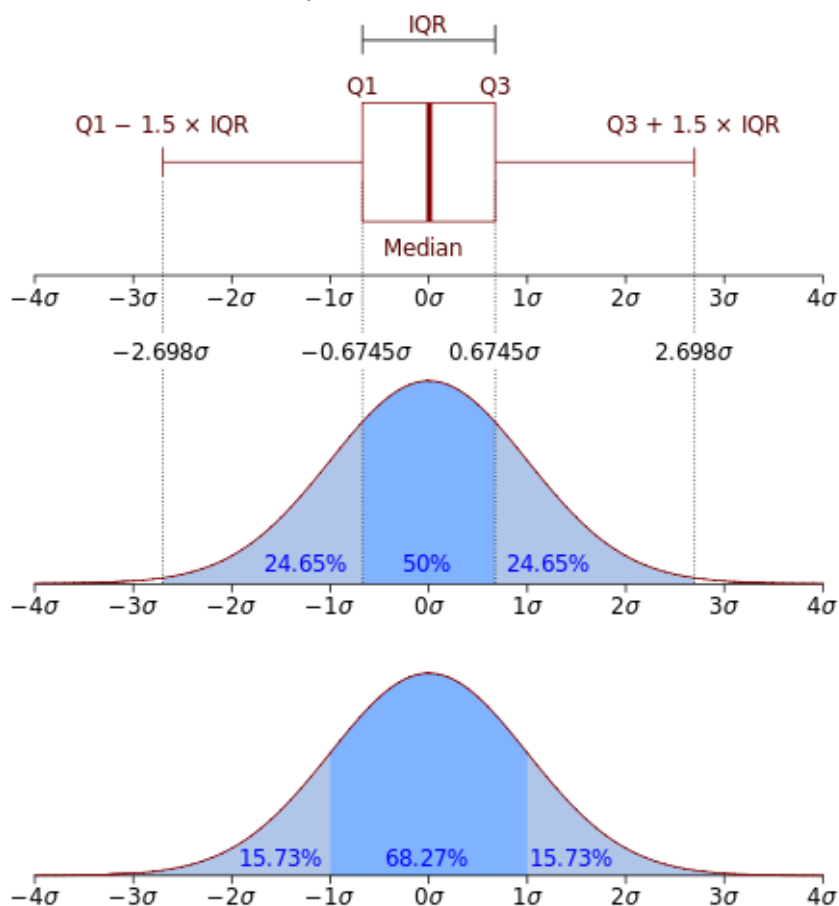 IQR
Q1 Q3
Q1 − 1.5 × IQR Q3 + 1.5 × IQR
Median
−4σ −3σ −2σ −1σ 0σ 1σ 2σ 3σ 4σ
−2.698σ −0.6745σ 0.6745σ 2.698σ
24.65% 50% 24.65%
−4σ −3σ −2σ −1σ 0σ 1σ 2σ 3σ 4σ
15.73% 68.27% 15.73%
−4σ −3σ −2σ −1σ 0σ 1σ 2σ 3σ 4σ